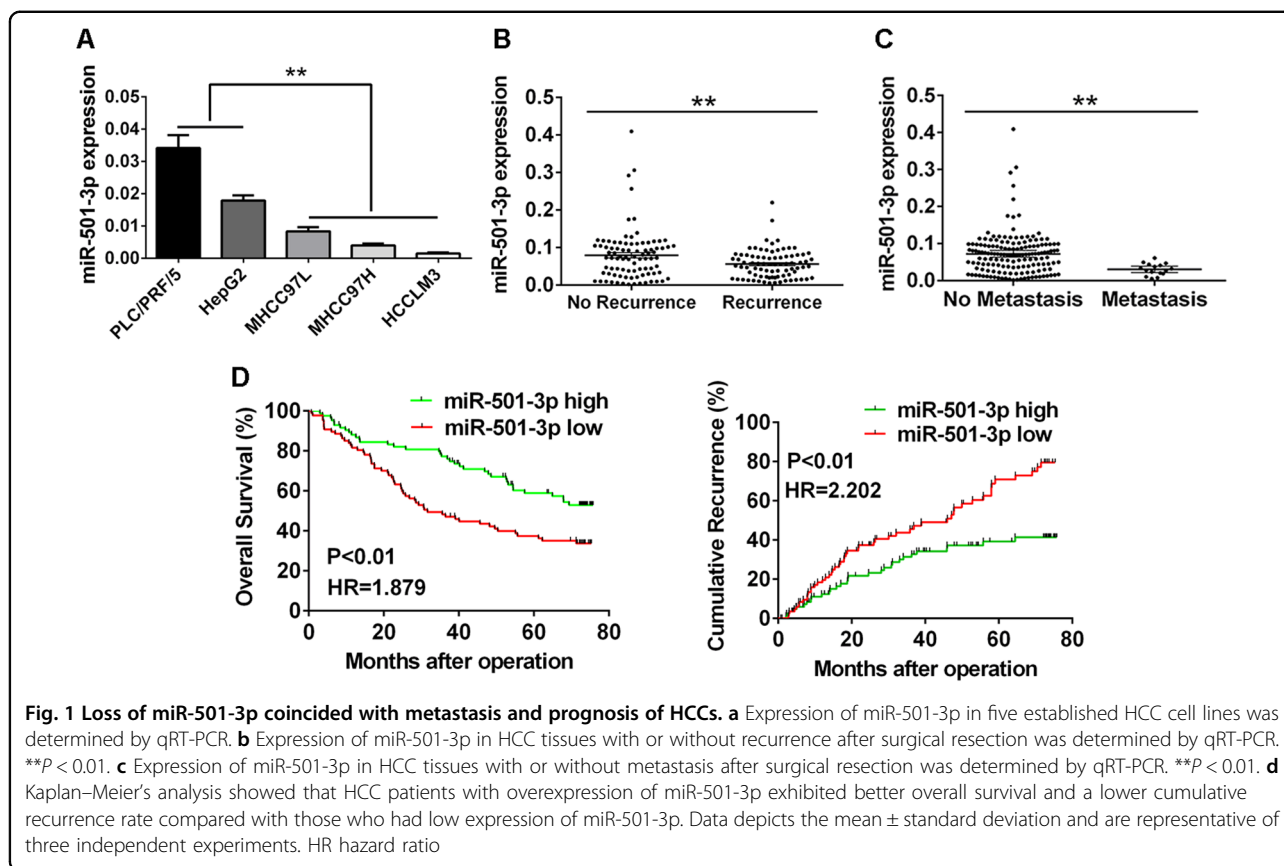 A
**
miR-501-3p expression
0.05
0.04
0.03
0.02
0.01
0.00
PLC/PRF/5
HepG2
MHCC97L
MHCC97H
HCCLM3
B
**
miR-501-3p expression
0.5
0.4
0.3
0.2
0.1
0.0
No Recurrence
Recurrence
C
**
miR-501-3p expression
0.5
0.4
0.3
0.2
0.1
0.0
No Metastasis
Metastasis
D
Overall Survival (%)
100
80
60
40
20
0
miR-501-3p high
miR-501-3p low
P<0.01
HR=1.879
0 20 40 60 80
Months after operation
Cumulative Recurrence (%)
100
80
60
40
20
0
miR-501-3p high
miR-501-3p low
P<0.01
HR=2.202
0 20 40 60 80
Months after operation
Fig. 1 Loss of miR-501-3p coincided with metastasis and prognosis of HCCs. a Expression of miR-501-3p in five established HCC cell lines was
determined by qRT-PCR. b Expression of miR-501-3p in HCC tissues with or without recurrence after surgical resection was determined by qRT-PCR.
**P < 0.01. c Expression of miR-501-3p in HCC tissues with or without metastasis after surgical resection was determined by qRT-PCR. **P < 0.01. d
Kaplan–Meier's analysis showed that HCC patients with overexpression of miR-501-3p exhibited better overall survival and a lower cumulative
recurrence rate compared with those who had low expression of miR-501-3p. Data depicts the mean ± standard deviation and are representative of
three independent experiments. HR hazard ratio